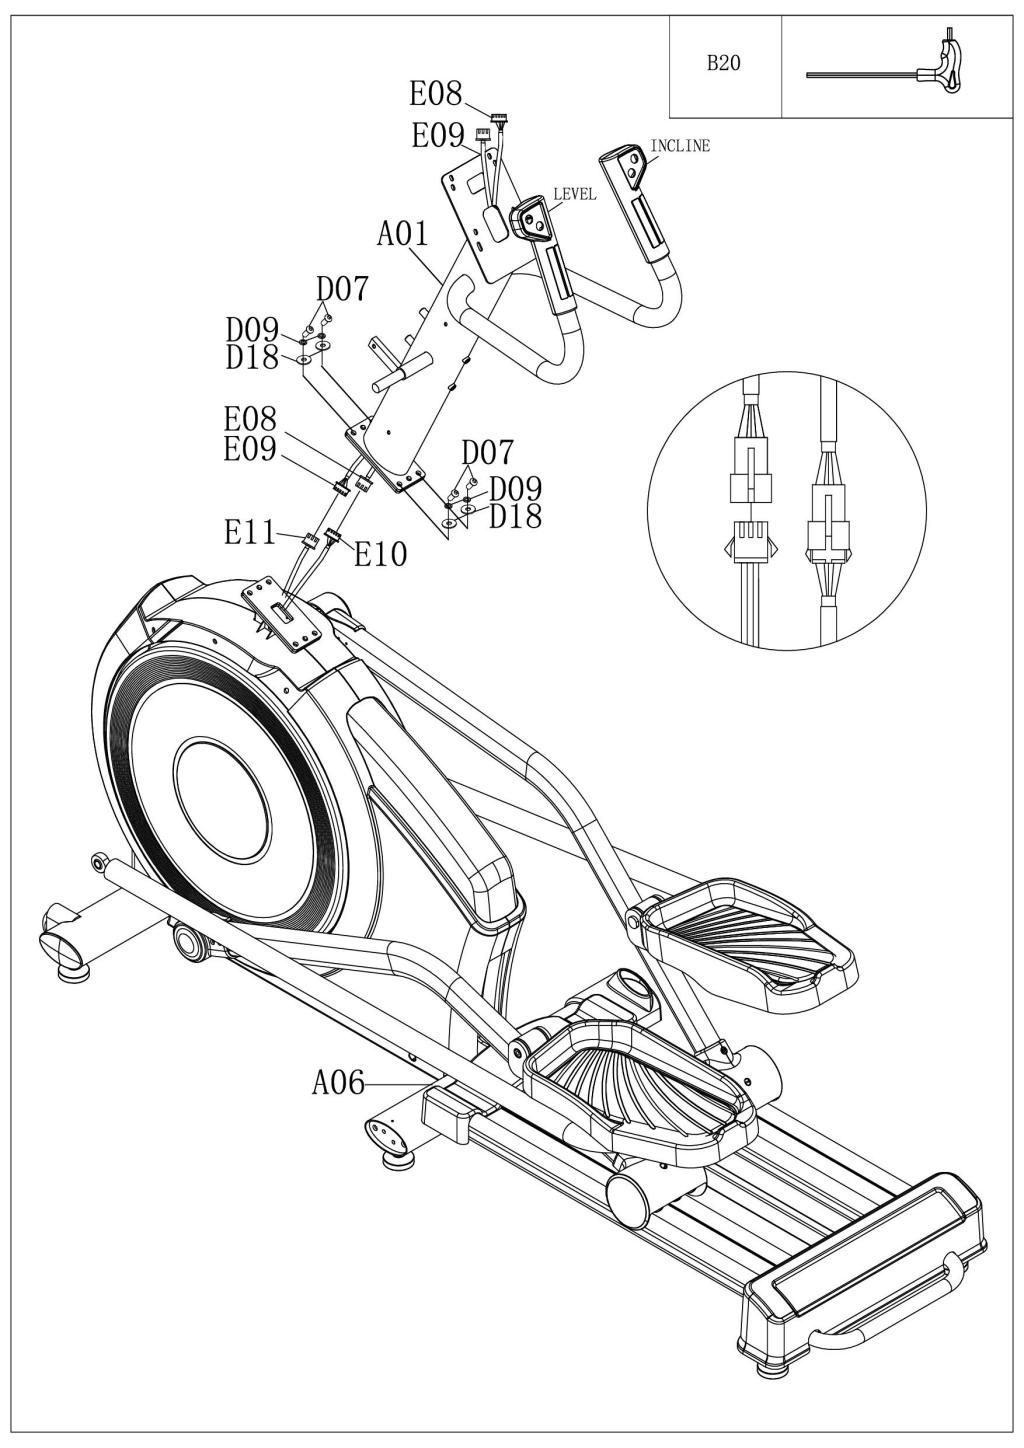 B20
E08
E09
INCLINE
LEVEL
A01
D07
D09
D18
E08
E09
D07
D09
D18
E11
E10
A06